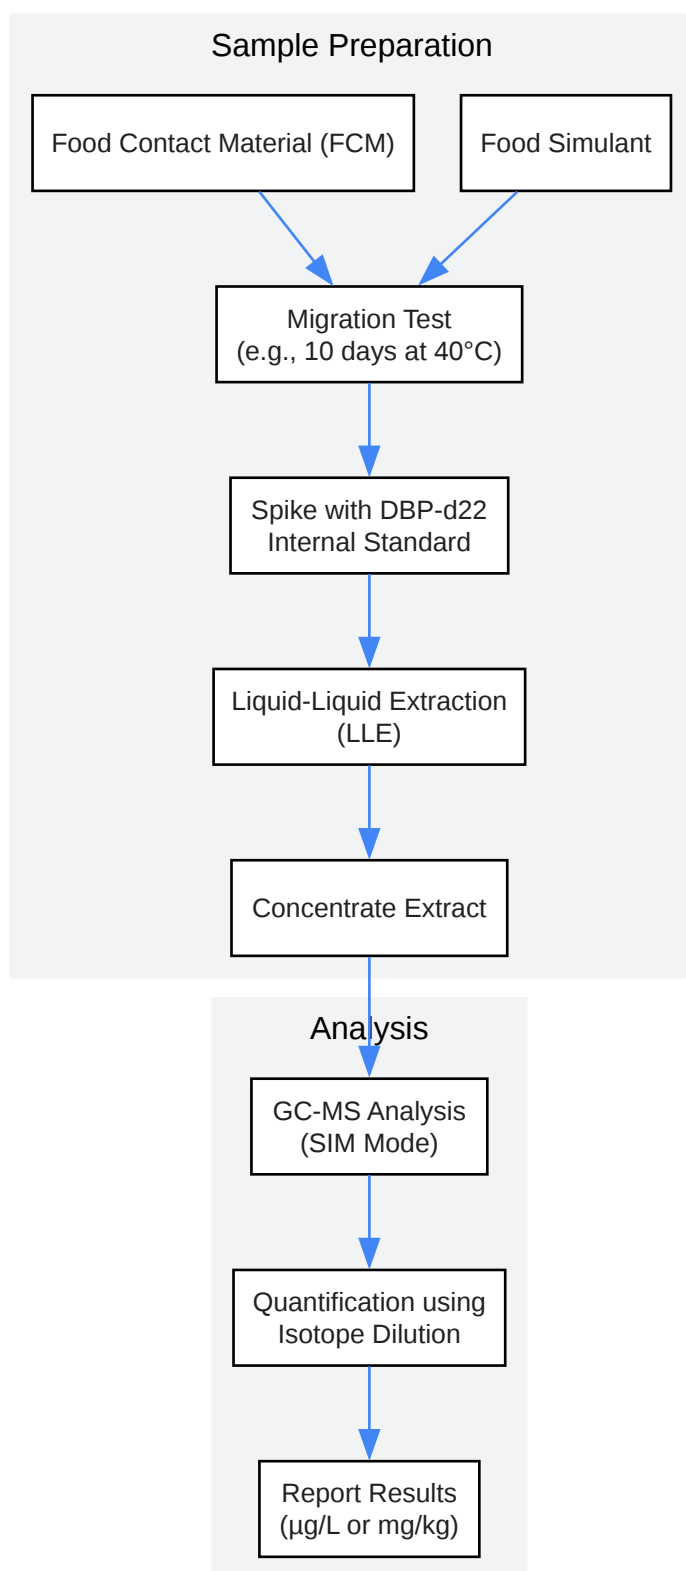 Sample Preparation
Food Contact Material (FCM)
Food Simulant
Migration Test
(e.g., 10 days at 40°C)
Spike with DBP-d22
Internal Standard
Liquid-Liquid Extraction
(LLE)
Concentrate Extract
Analysis
GC-MS Analysis
(SIM Mode)
Quantification using
Isotope Dilution
Report Results
(µg/L or mg/kg)